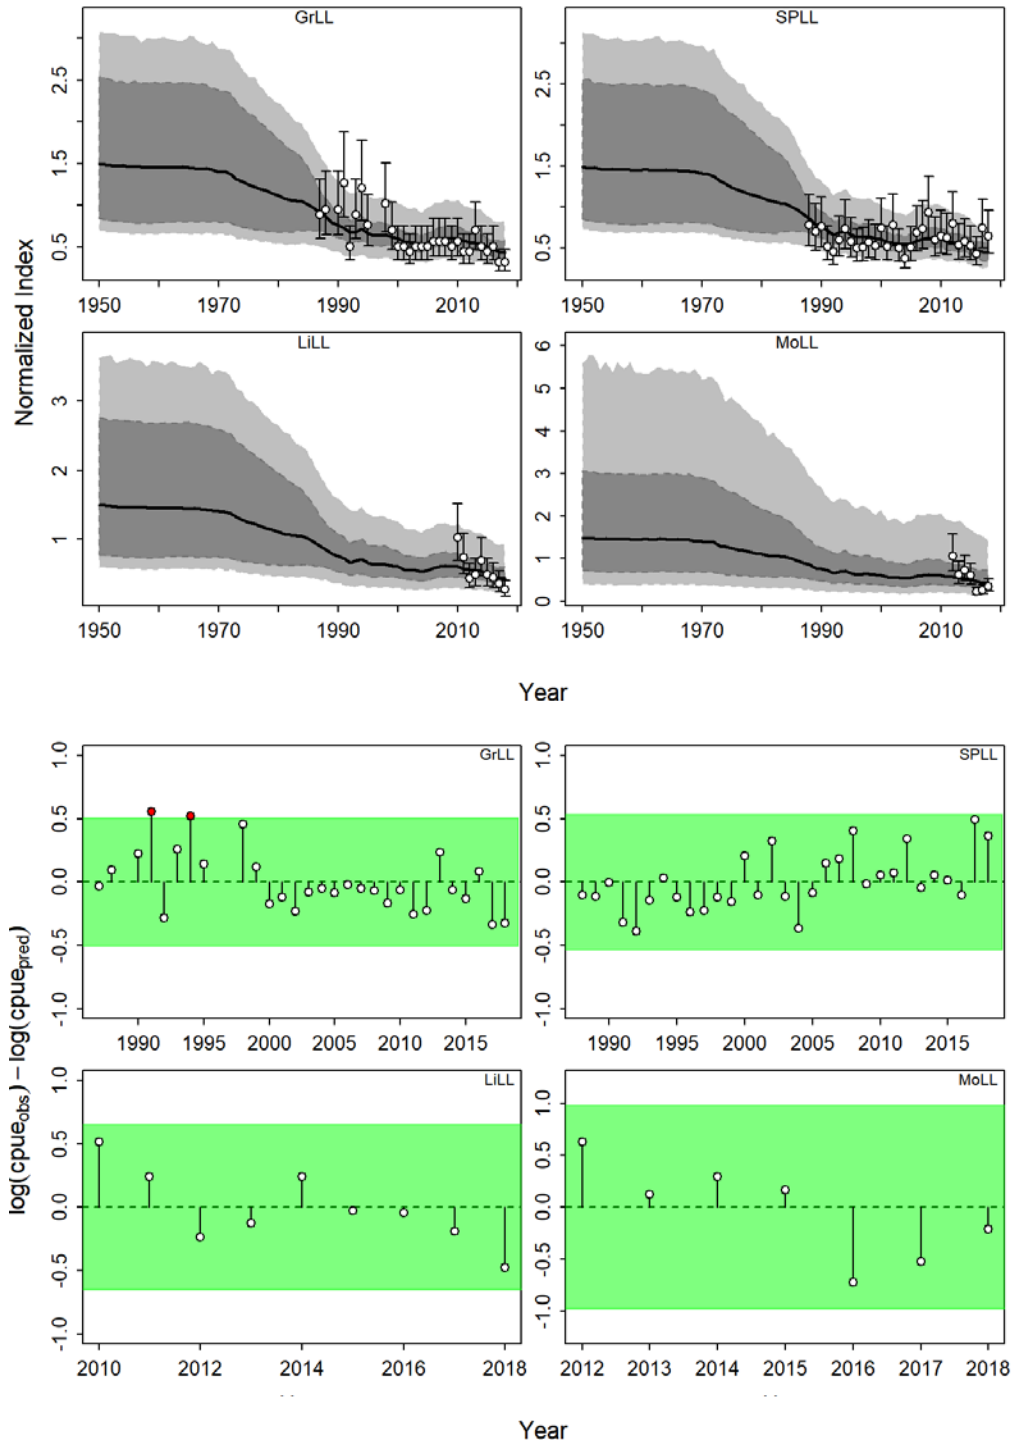 GrLL SPLL
2.5 2.5
1.5 1.5
0.5 0.5
1950 1970 1990 2010 1950 1970 1990 2010
LiLL MoLL
Normalized Index
3 2 1
6 5 4 3 2 1 0
1950 1970 1990 2010 1950 1970 1990 2010
Year
GrLL SPLL
1.0 0.5 0.0 -0.5 -1.0
1.0 0.5 0.0 -0.5 -1.0
1990 1995 2000 2005 2010 2015 1990 1995 2000 2005 2010 2015
log(cpue_obs) − log(cpue_pred)
LiLL MoLL
1.0 0.5 0.0 -0.5 -1.0
1.0 0.5 0.0 -0.5 -1.0
2010 2012 2014 2016 2018 2012 2013 2014 2015 2016 2017 2018
Year